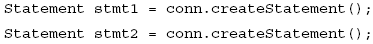 Statement stmt1 = conn.createStatement();
Statement stmt2 = conn.createStatement();